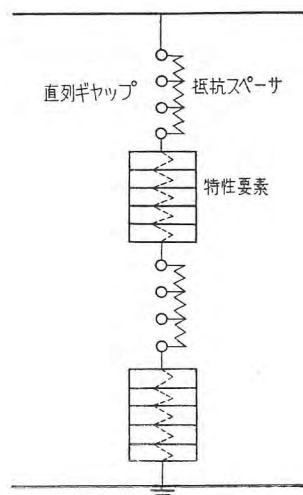 直列ギャップ
抵抗スペーサ
特性要素